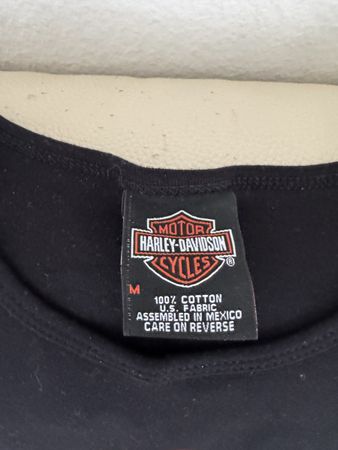 MOTOR
HARLEY-DAVIDSON
CYCLES
®
M
100% COTTON
U.S. FABRIC
ASSEMBLED IN MEXICO
CARE ON REVERSE